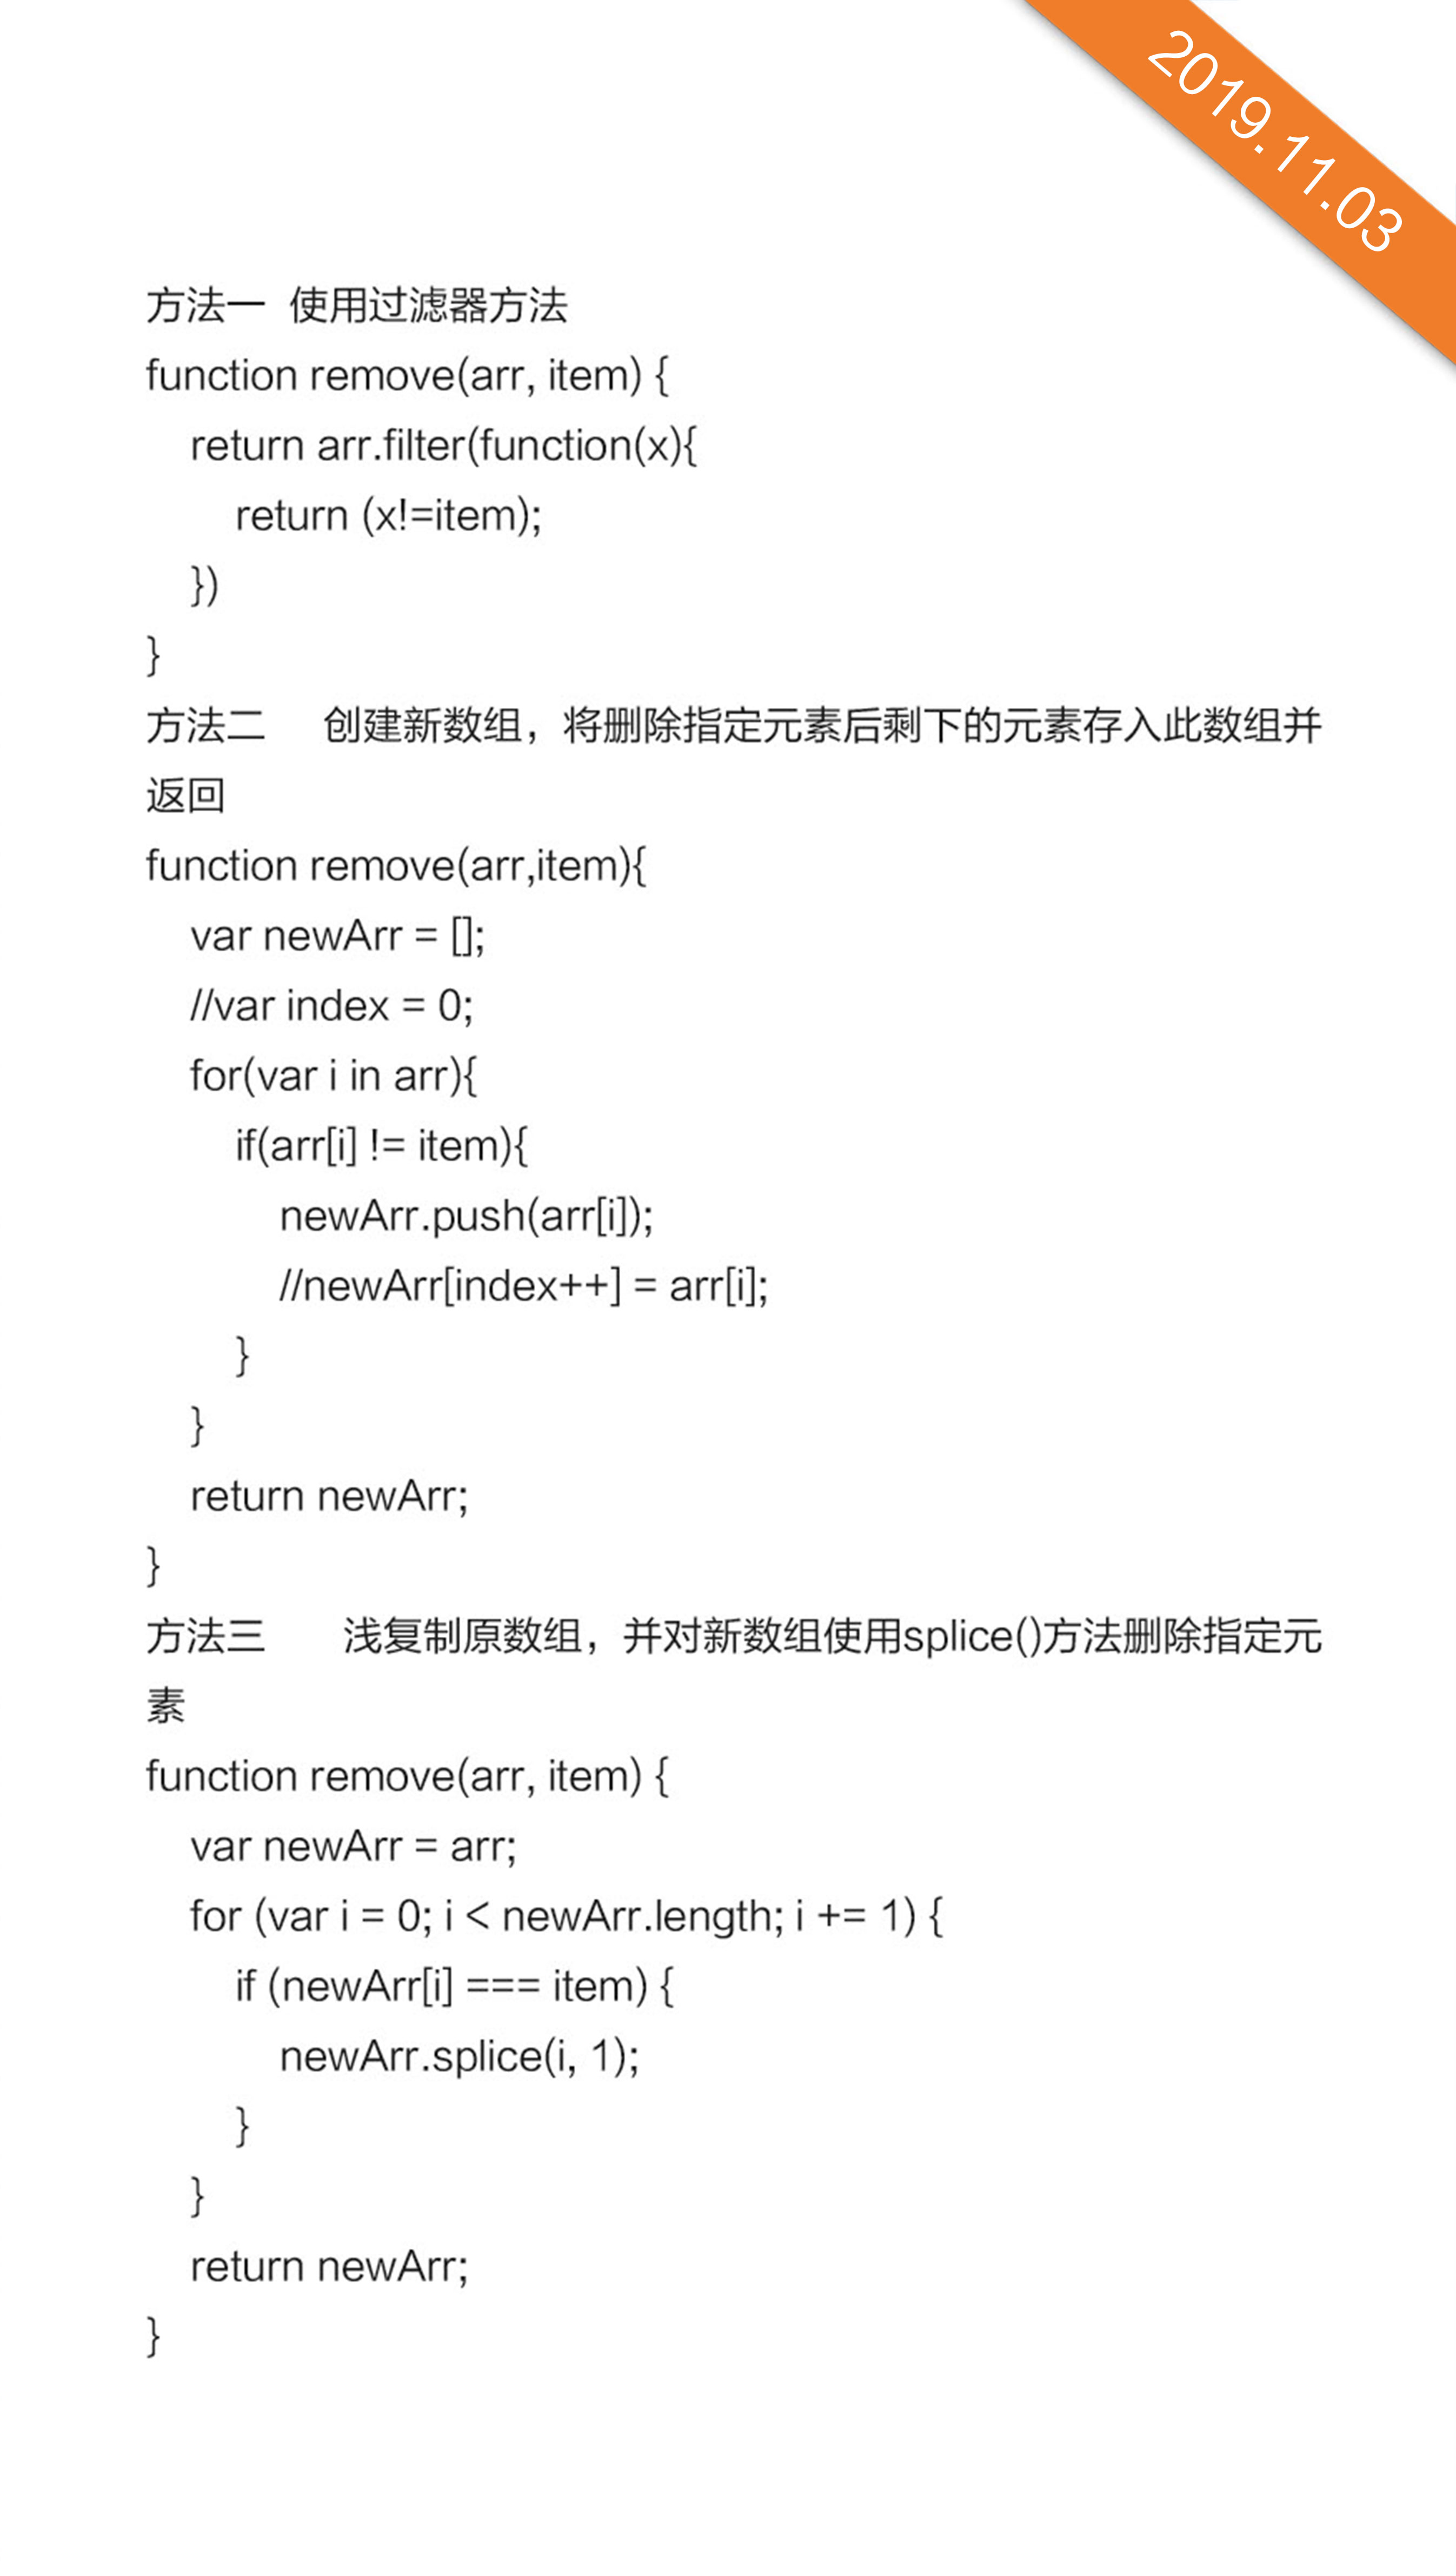 2019.11.03
方法一  使用过滤器方法
function remove(arr, item) {
    return arr.filter(function(x){
        return (x!=item);
    })
}
方法二     创建新数组，将删除指定元素后剩下的元素存入此数组并
返回
function remove(arr,item){
    var newArr = [];
    //var index = 0;
    for(var i in arr){
        if(arr[i] != item){
            newArr.push(arr[i]);
            //newArr[index++] = arr[i];
        }
    }
    return newArr;
}
方法三       浅复制原数组，并对新数组使用splice()方法删除指定元
素
function remove(arr, item) {
    var newArr = arr;
    for (var i = 0; i < newArr.length; i += 1) {
        if (newArr[i] === item) {
            newArr.splice(i, 1);
        }
    }
    return newArr;
}